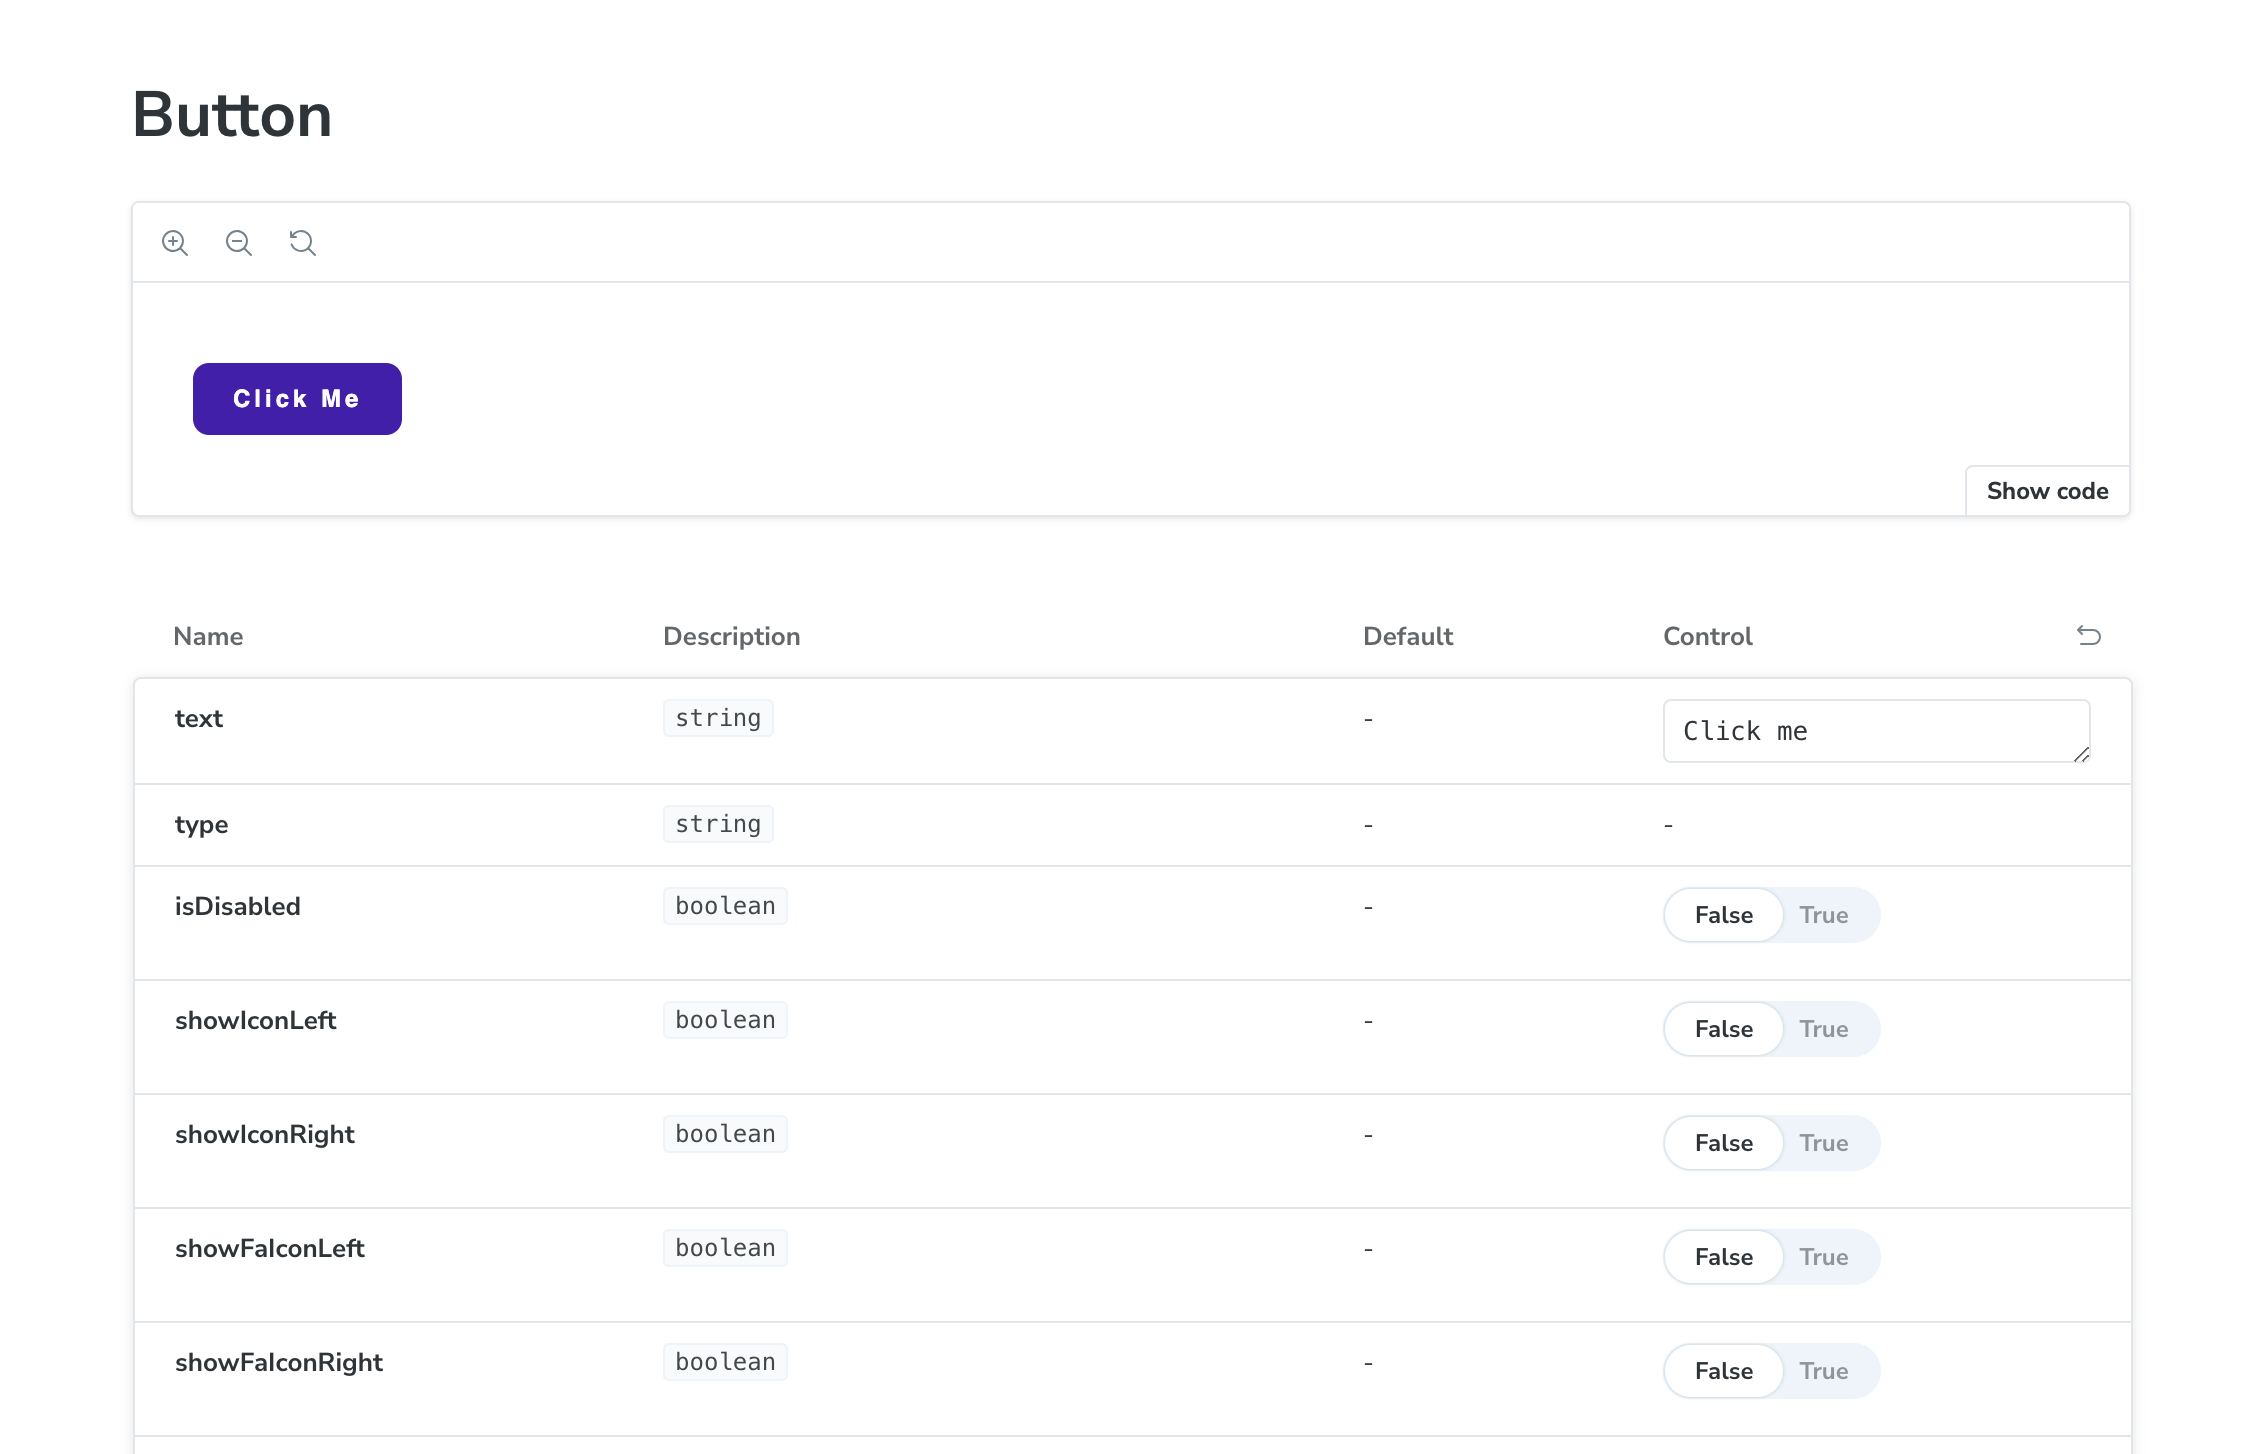 Button
Click Me
Show code
Name Description Default Control
text string - Click me
type string - -
isDisabled boolean - False True
showIconLeft boolean - False True
showIconRight boolean - False True
showFaIconLeft boolean - False True
showFaIconRight boolean - False True